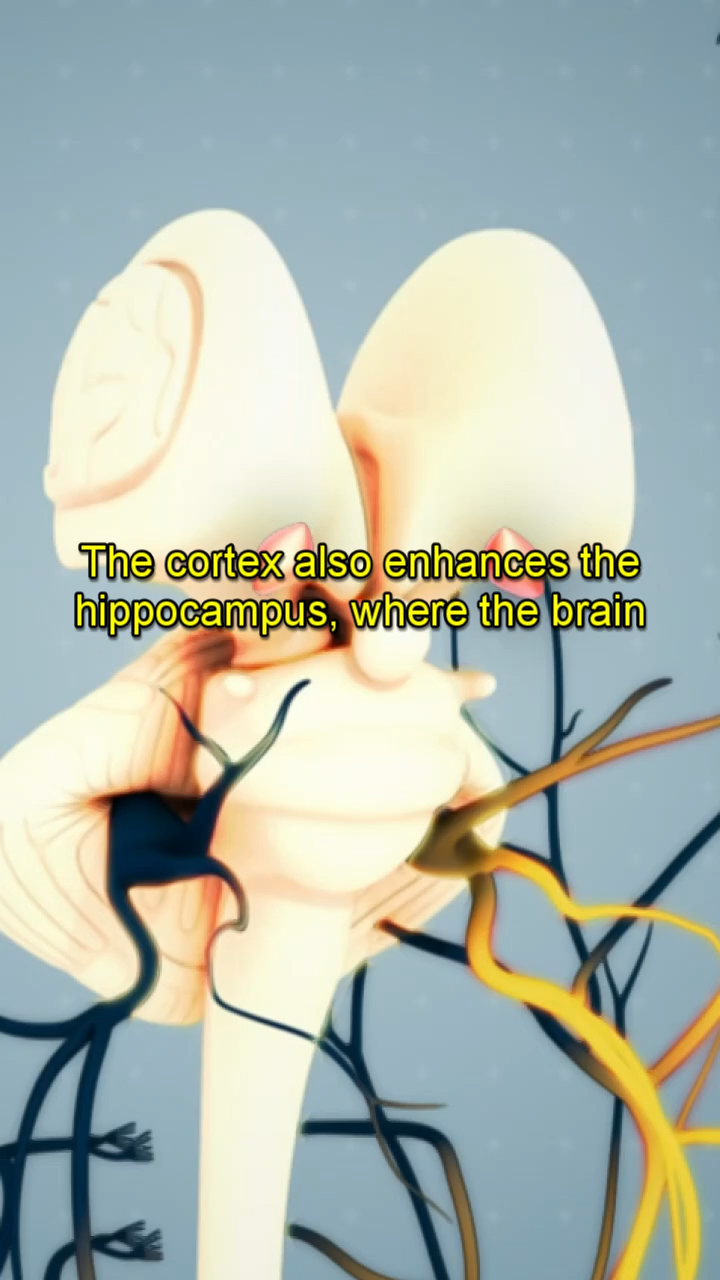 The cortex also enhances the
hippocampus, where the brain